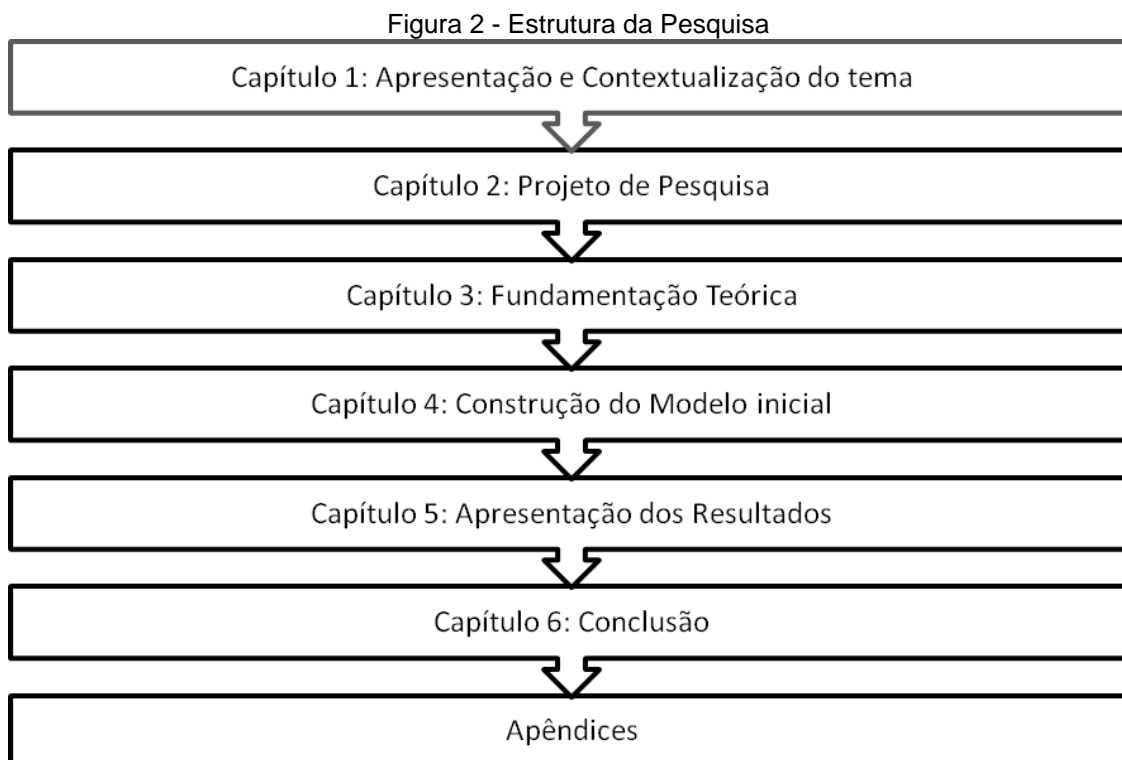 Figura 2 - Estrutura da Pesquisa
Capítulo 1: Apresentação e Contextualização do tema
Capítulo 2: Projeto de Pesquisa
Capítulo 3: Fundamentação Teórica
Capítulo 4: Construção do Modelo inicial
Capítulo 5: Apresentação dos Resultados
Capítulo 6: Conclusão
Apêndices